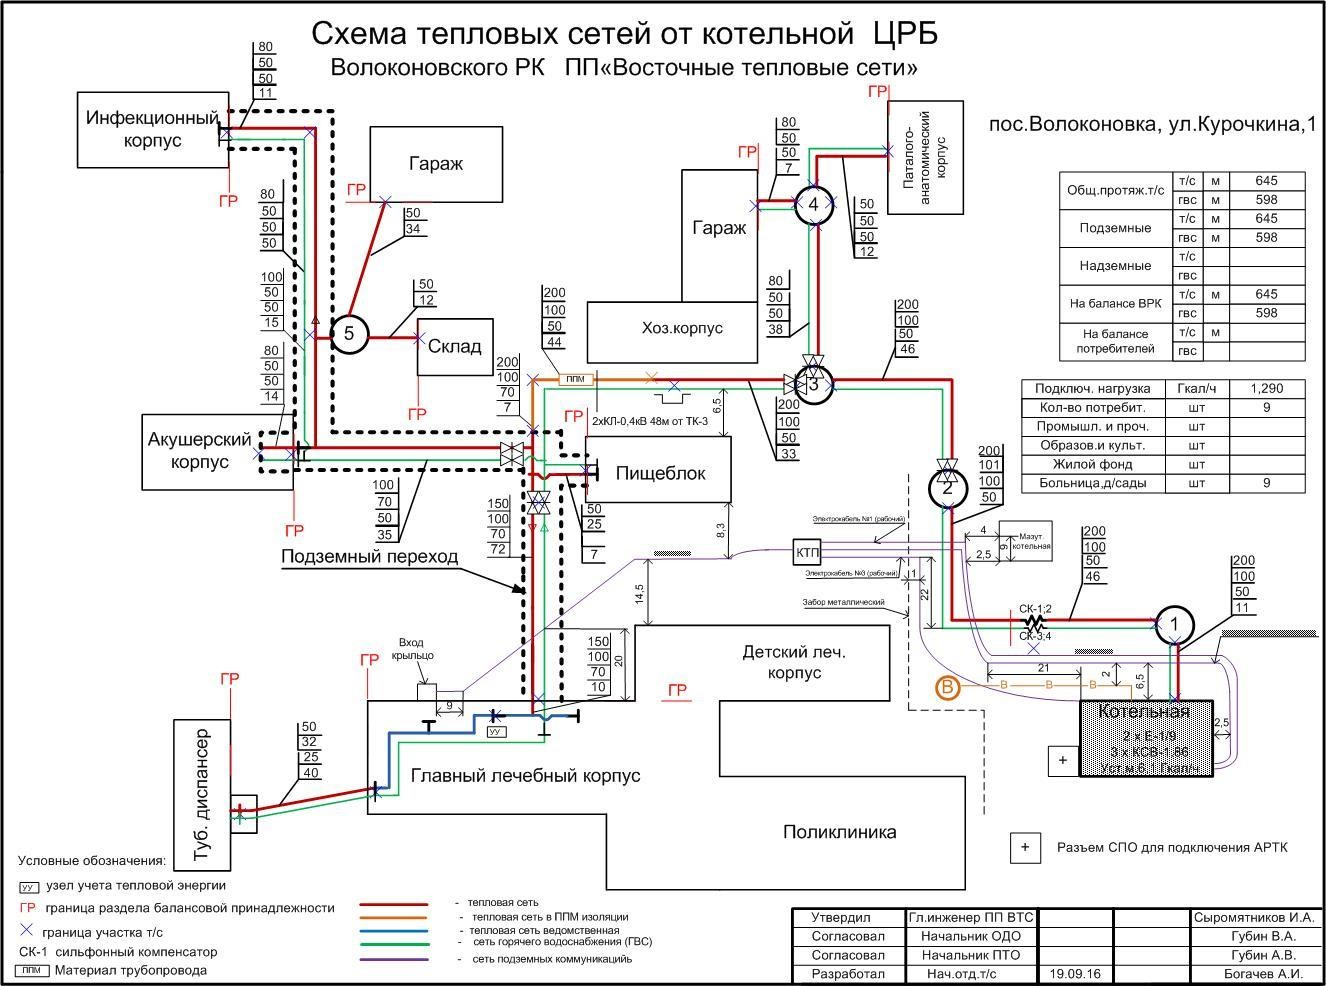 Схема тепловых сетей от котельной ЦРБ
Волоконовского РК ПП«Восточные тепловые сети»
пос.Волоконовка, ул.Курочкина,1
80
50
50
11
Инфекционный
корпус
ГР
Гараж
ГР
50
34
80
50
50
50
100
50
50
15
80
50
50
14
5
50
12
Склад
ГР
Акушерский
корпус
ГР
100
70
50
35
Подземный переход
200
100
50
44
200
100
70
7
ППМ
2хКЛ-0,4кВ 48м от ТК-3
6,5
ГР
Пищеблок
50
25
7
150
100
70
72
8,3
14,5
20
150
100
70
10
Хоз.корпус
Гараж
ГР
80
50
50
7
4
ГР
Паталого-
анатомический
корпус
50
50
50
12
80
50
50
38
3
200
100
50
46
200
100
50
33
2
200
101
100
50
Электрокабель №1 (рабочий)
КТП
Электрокабель №3 (рабочий)
Забор металлический
1
22
4
9
2,5
Мазут.
котельная
200
100
50
46
СК-1;2
СК-3;4
1
200
100
50
11
21
2
6,5
2,5
В
В
В
В
Котельная
2 х Е-1/9
3 х КСВ-1,86
+
Вход
крыльцо
9
ГР
УУ
Главный лечебный корпус
Детский леч.
корпус
ГР
Поликлиника
ГР
Туб. диспансер
50
32
25
40
Общ.протяж.т/с т/с м 645
гвс м 598
Подземные т/с м 645
гвс м 598
Надземные т/с
гвс
На балансе ВРК т/с м 645
гвс 598
На балансе
потребителей т/с м
гвс
Подключ. нагрузка Гкал/ч 1,290
Кол-во потребит. шт 9
Промышл. и проч. шт
Образов.и культ. шт
Жилой фонд шт
Больница,д/сады шт 9
+ Разъем СПО для подключения АРТК
Условные обозначения:
УУ узел учета тепловой энергии
ГР граница раздела балансовой принадлежности
граница участка т/с
СК-1 сильфонный компенсатор
ППМ Материал трубопровода
- тепловая сеть
- тепловая сеть в ППМ изоляции
- тепловая сеть ведомственная
- сеть горячего водоснабжения (ГВС)
- сеть подземных коммуникациийь
Утвердил Гл.инженер ПП ВТС Сыромятников И.А.
Согласовал Начальник ОДО Губин В.А.
Согласовал Начальник ПТО Губин А.В.
Разработал Нач.отд.т/с 19.09.16 Богачев А.И.